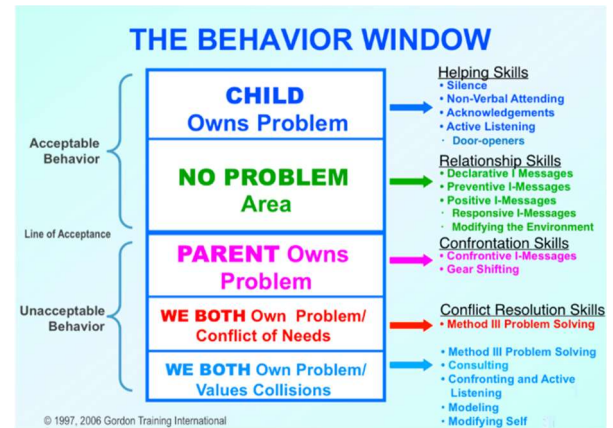 THE BEHAVIOR WINDOW
Acceptable
Behavior
Line of Acceptance
Unacceptable
Behavior
CHILD
Owns Problem
NO PROBLEM
Area
PARENT Owns
Problem
WE BOTH Own Problem/
Conflict of Needs
WE BOTH Own Problem/
Values Collisions
Helping Skills
• Silence
• Non-Verbal Attending
• Acknowledgements
• Active Listening
· Door-openers
Relationship Skills
• Declarative I Messages
• Preventive I-Messages
• Positive I-Messages
· Responsive I-Messages
· Modifying the Environment
Confrontation Skills
• Confrontive I-Messages
• Gear Shifting
Conflict Resolution Skills
• Method III Problem Solving
• Method III Problem Solving
• Consulting
• Confronting and Active
Listening
• Modeling
• Modifying Self
© 1997, 2006 Gordon Training International